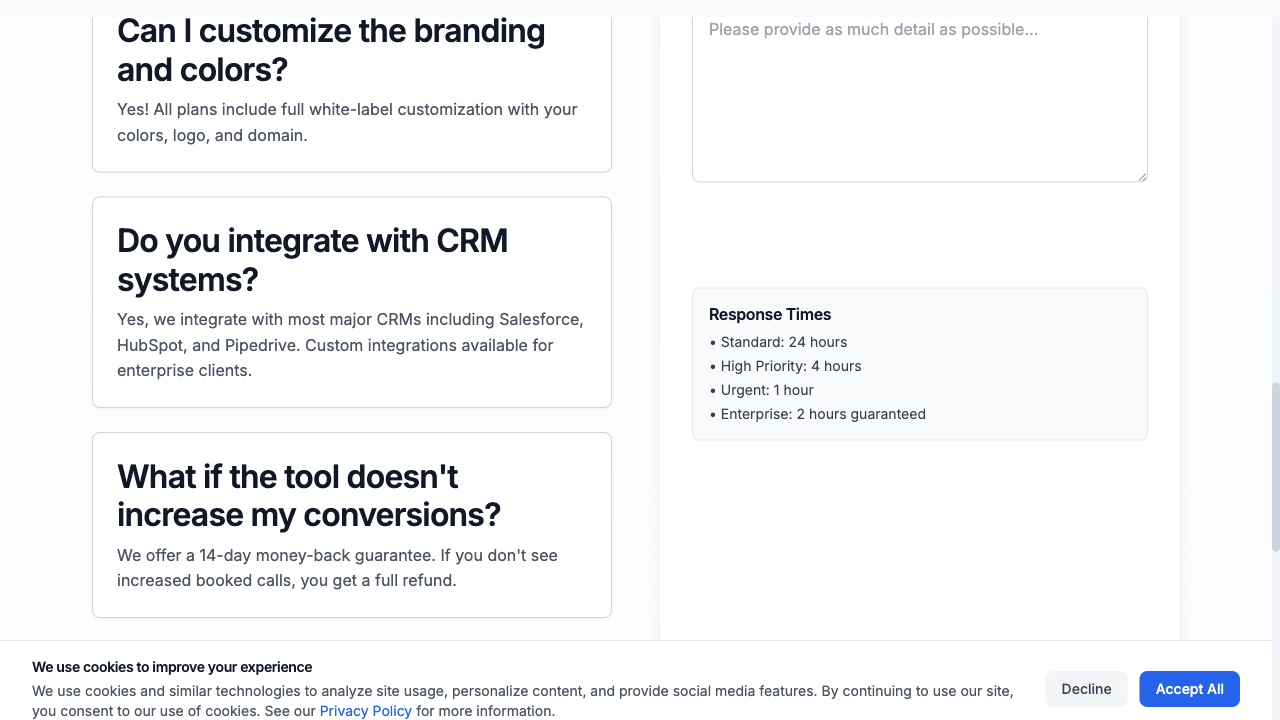 Can I customize the branding
and colors?
Yes! All plans include full white-label customization with your
colors, logo, and domain.
Do you integrate with CRM
systems?
Yes, we integrate with most major CRMs including Salesforce,
HubSpot, and Pipedrive. Custom integrations available for
enterprise clients.
What if the tool doesn't
increase my conversions?
We offer a 14-day money-back guarantee. If you don't see
increased booked calls, you get a full refund.
Please provide as much detail as possible...
Response Times
• Standard: 24 hours
• High Priority: 4 hours
• Urgent: 1 hour
• Enterprise: 2 hours guaranteed
We use cookies to improve your experience
We use cookies and similar technologies to analyze site usage, personalize content, and provide social media features. By continuing to use our site,
you consent to our use of cookies. See our Privacy Policy for more information.
Decline
Accept All